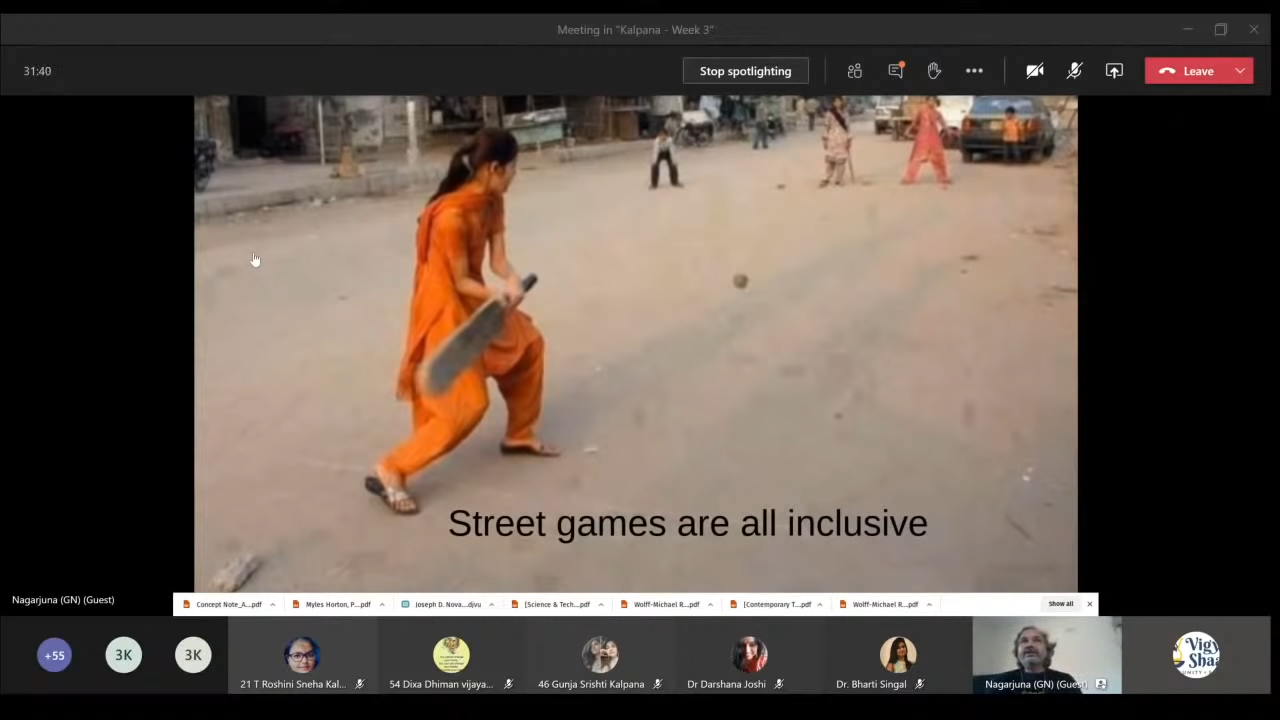 Meeting in "Kalpana - Week 3"
31:40
Stop spotlighting
Leave
Street games are all inclusive
Nagarjuna (GN) (Guest)
Concept Note_A...pdf
Myles Horton, P...pdf
Joseph D. Nova...djvu
[Science & Tech...pdf
Wolff-Michael R...pdf
[Contemporary T...pdf
Wolff-Michael R...pdf
Show all
+55
3K
3K
21 T Roshini Sneha Kal...
54 Dixa Dhiman vijaya...
46 Gunja Srishti Kalpana
Dr Darshana Joshi
Dr. Bharti Singal
Nagarjuna (GN) (Guest)
Vigy
Shaa